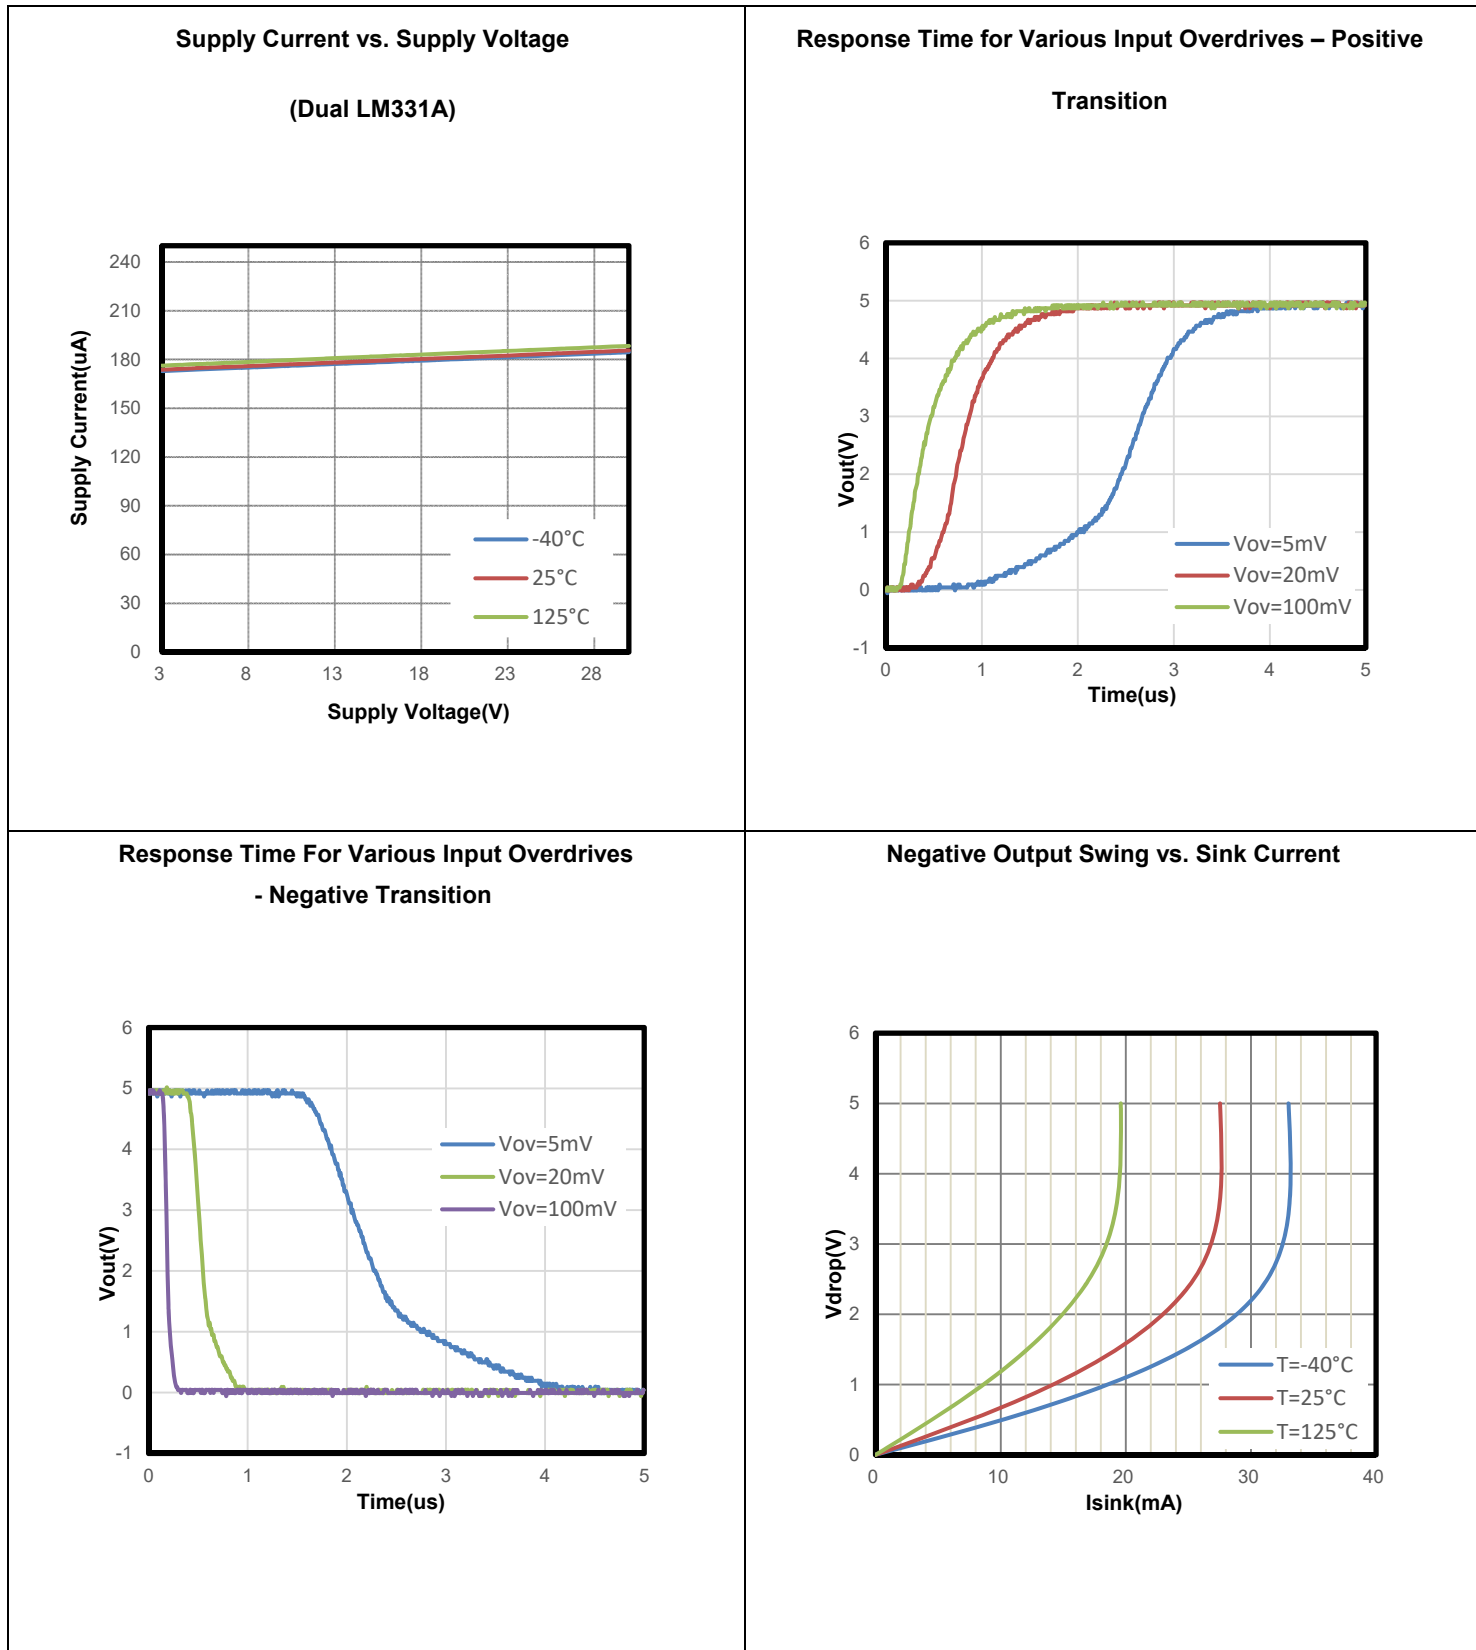 Supply Current vs. Supply Voltage
(Dual LM331A)
240
210
180
150
120
90
60
30
0
3 8 13 18 23 28
Supply Current(uA)
Supply Voltage(V)
-40°C
25°C
125°C
Response Time for Various Input Overdrives – Positive
Transition
6
5
4
3
2
1
0
-1
0 1 2 3 4 5
Vout(V)
Time(us)
Vov=5mV
Vov=20mV
Vov=100mV
Response Time For Various Input Overdrives
- Negative Transition
6
5
4
3
2
1
0
-1
0 1 2 3 4 5
Vout(V)
Time(us)
Vov=5mV
Vov=20mV
Vov=100mV
Negative Output Swing vs. Sink Current
6
5
4
3
2
1
0
0 10 20 30 40
Vdrop(V)
Isink(mA)
T=-40°C
T=25°C
T=125°C